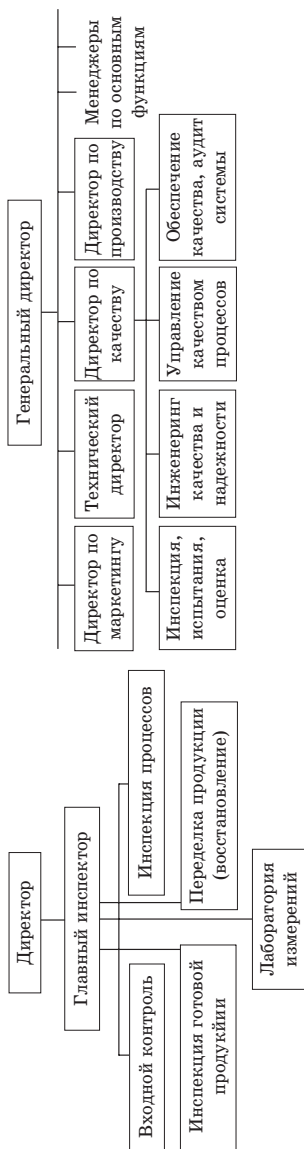 Директор
Главный инспектор
Входной контроль
Инспекция процессов
Инспекция готовой
продукйии
Переделка продукции
(восстановление)
Лаборатория
измерений
Генеральный директор
Директор по
маркетингу
Технический
директор
Директор по
качеству
Директор по
производству
Менеджеры
по основным
функциям
Инспекция,
испытания,
оценка
Инженеринг
качества и
надежности
Управление
качеством
процессов
Обеспечение
качества, аудит
системы